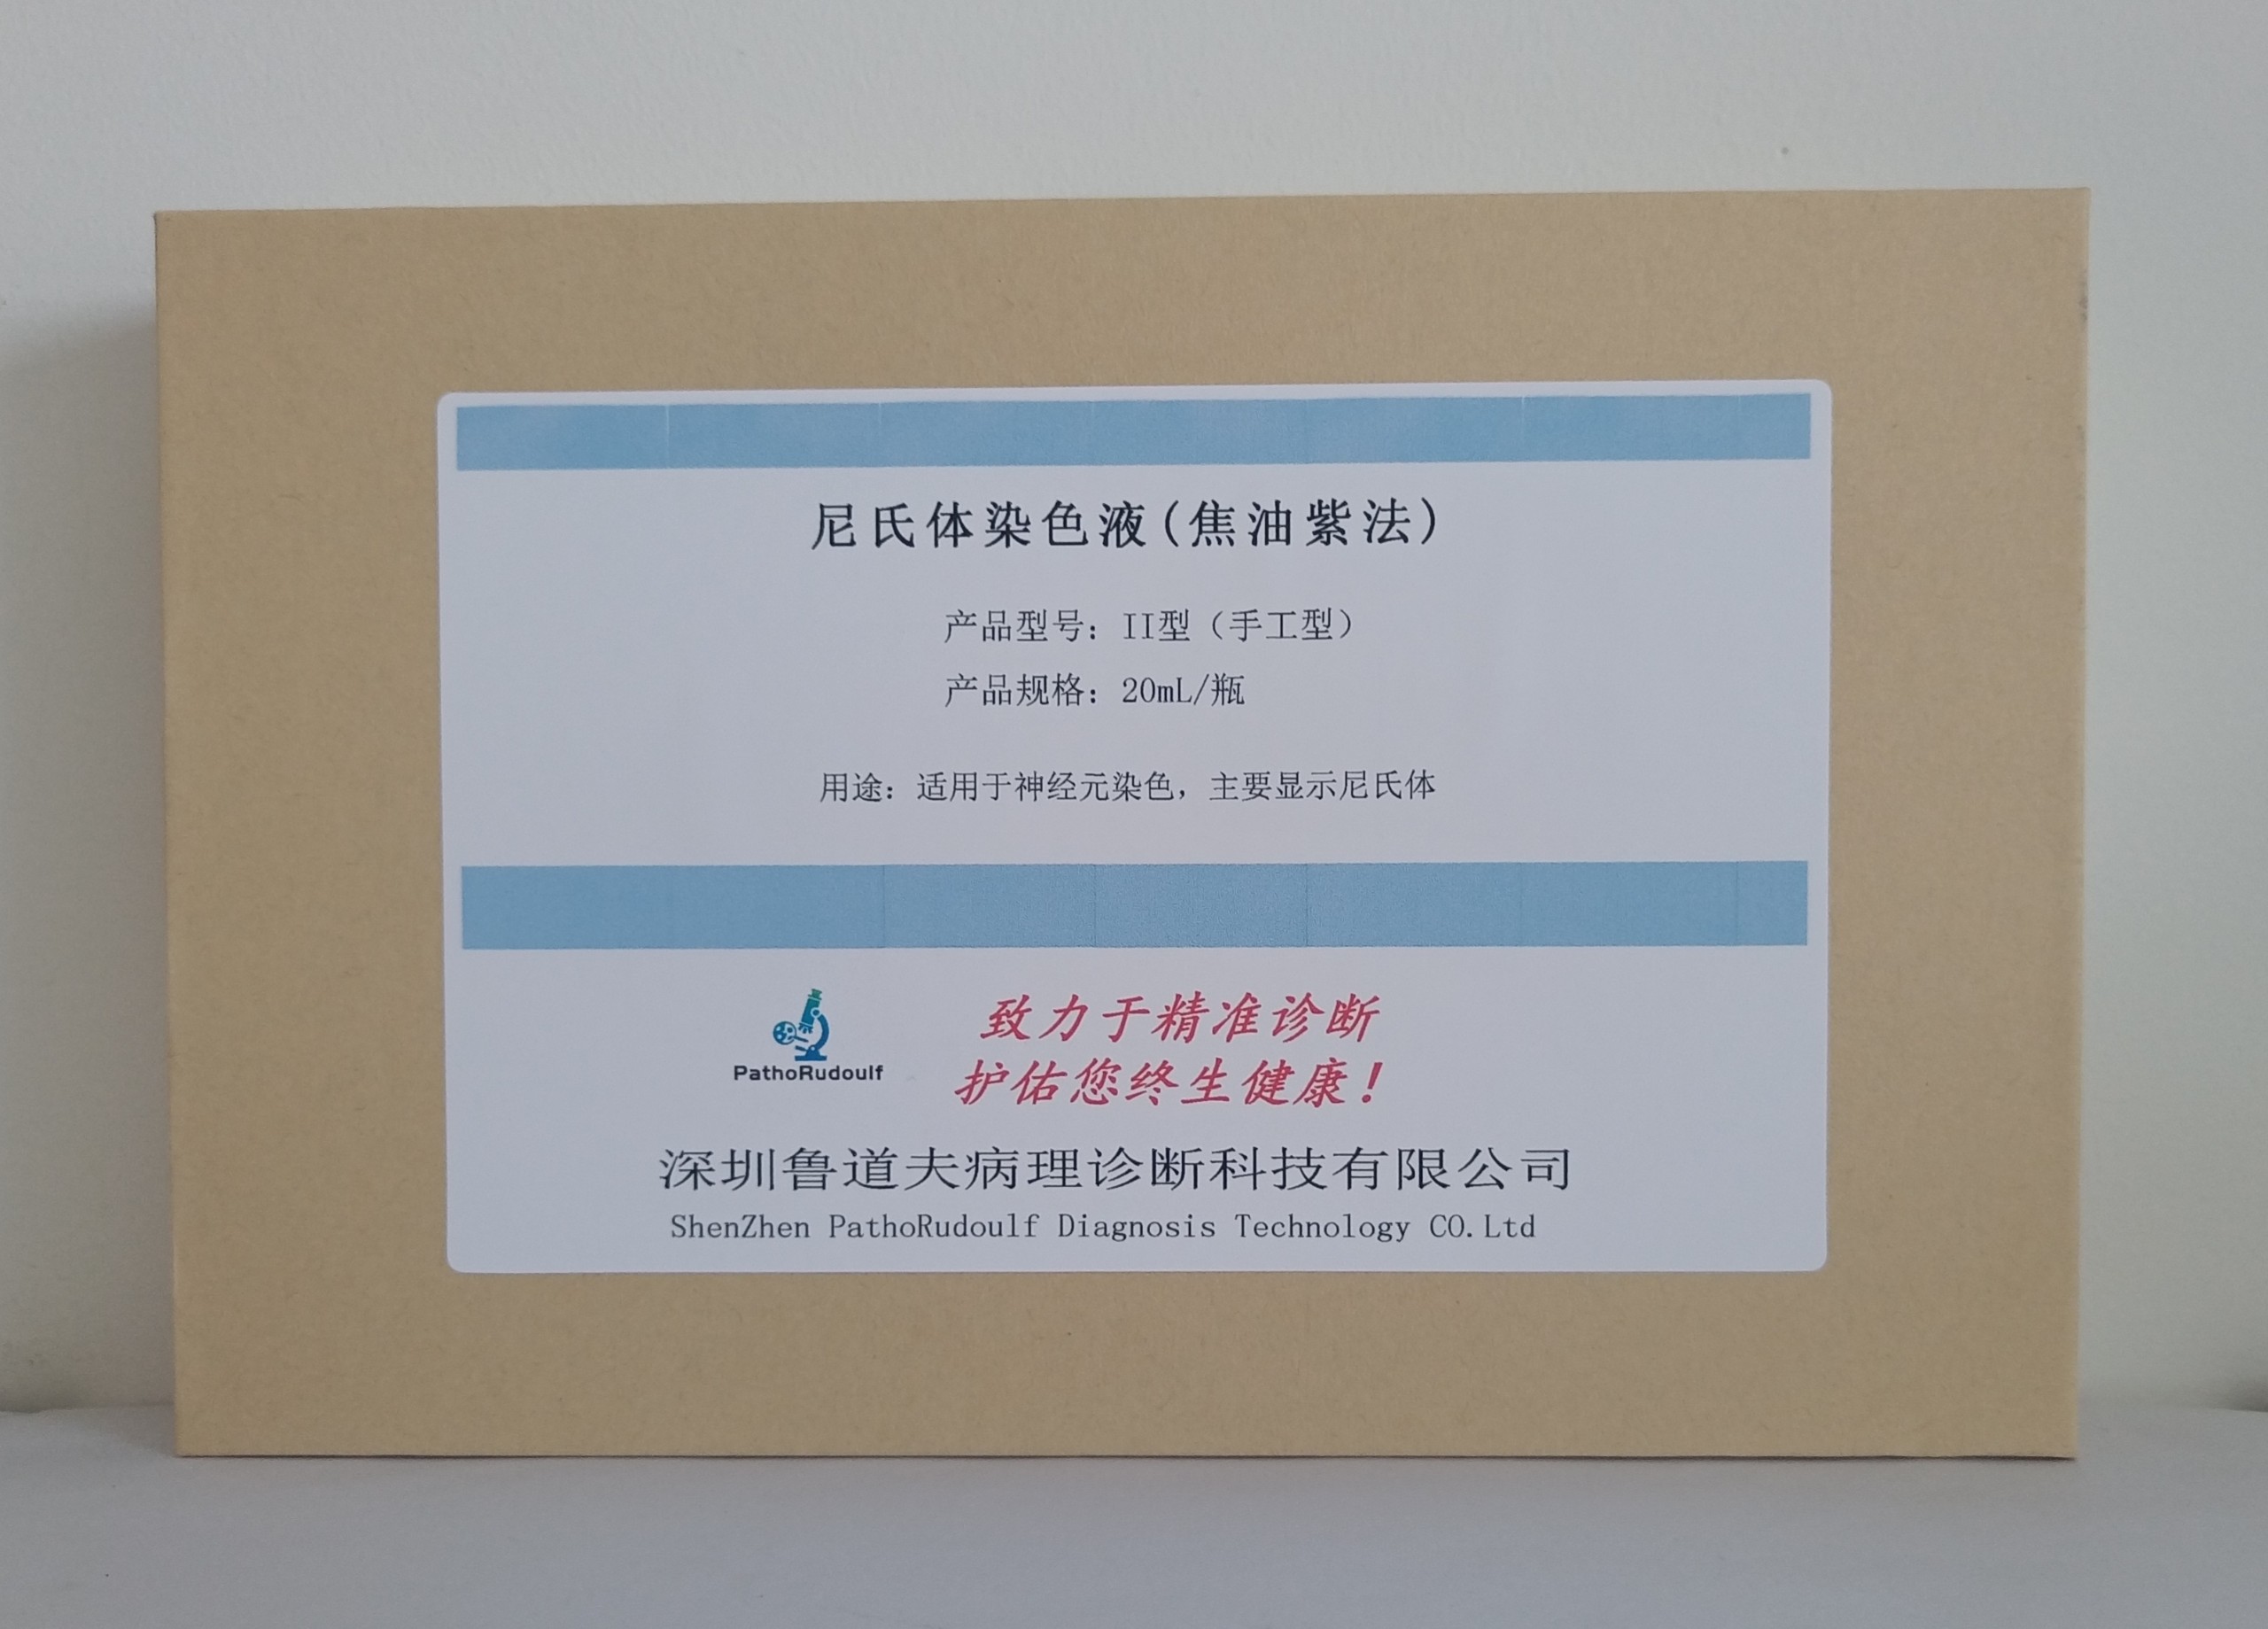 尼氏体染色液(焦油紫法)
产品型号：II型（手工型）
产品规格：20mL/瓶
用途：适用于神经元染色，主要显示尼氏体
PathoRudoulf
致力于精准诊断
护佑您终生健康！
深圳鲁道夫病理诊断科技有限公司
ShenZhen PathoRudoulf Diagnosis Technology CO.Ltd